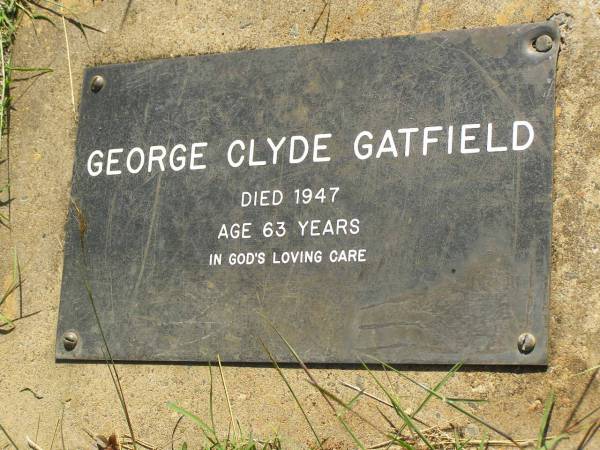 GEORGE CLYDE GATFIELD
DIED 1947
AGE 63 YEARS
IN GOD'S LOVING CARE